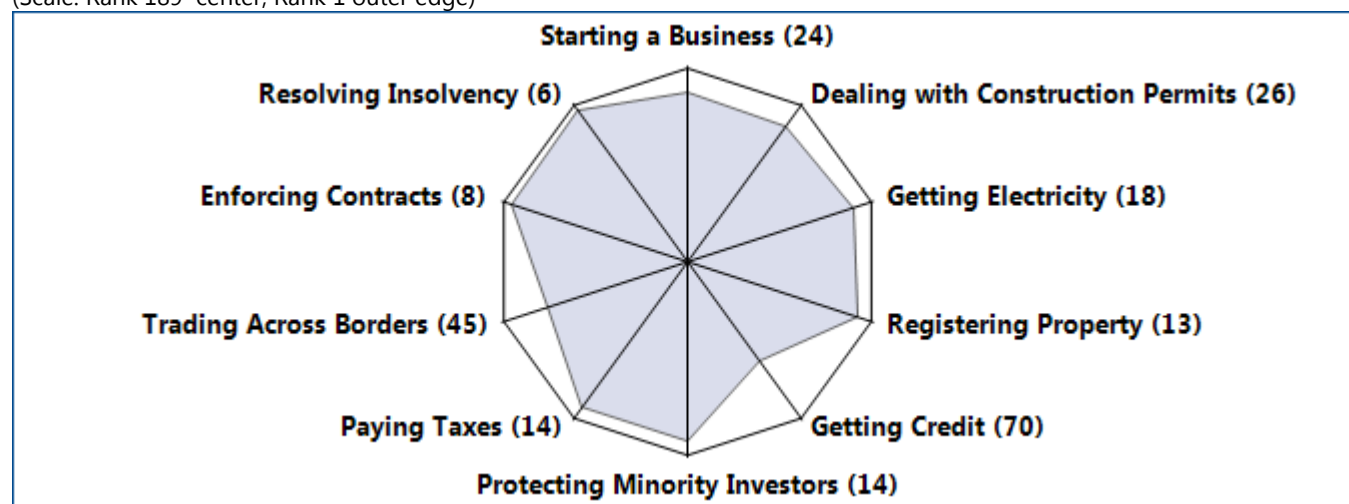 (Scale: Rank 189 center, Rank 1 outer edge)
Starting a Business (24)
Resolving Insolvency (6)
Dealing with Construction Permits (26)
Enforcing Contracts (8)
Getting Electricity (18)
Trading Across Borders (45)
Registering Property (13)
Paying Taxes (14)
Getting Credit (70)
Protecting Minority Investors (14)